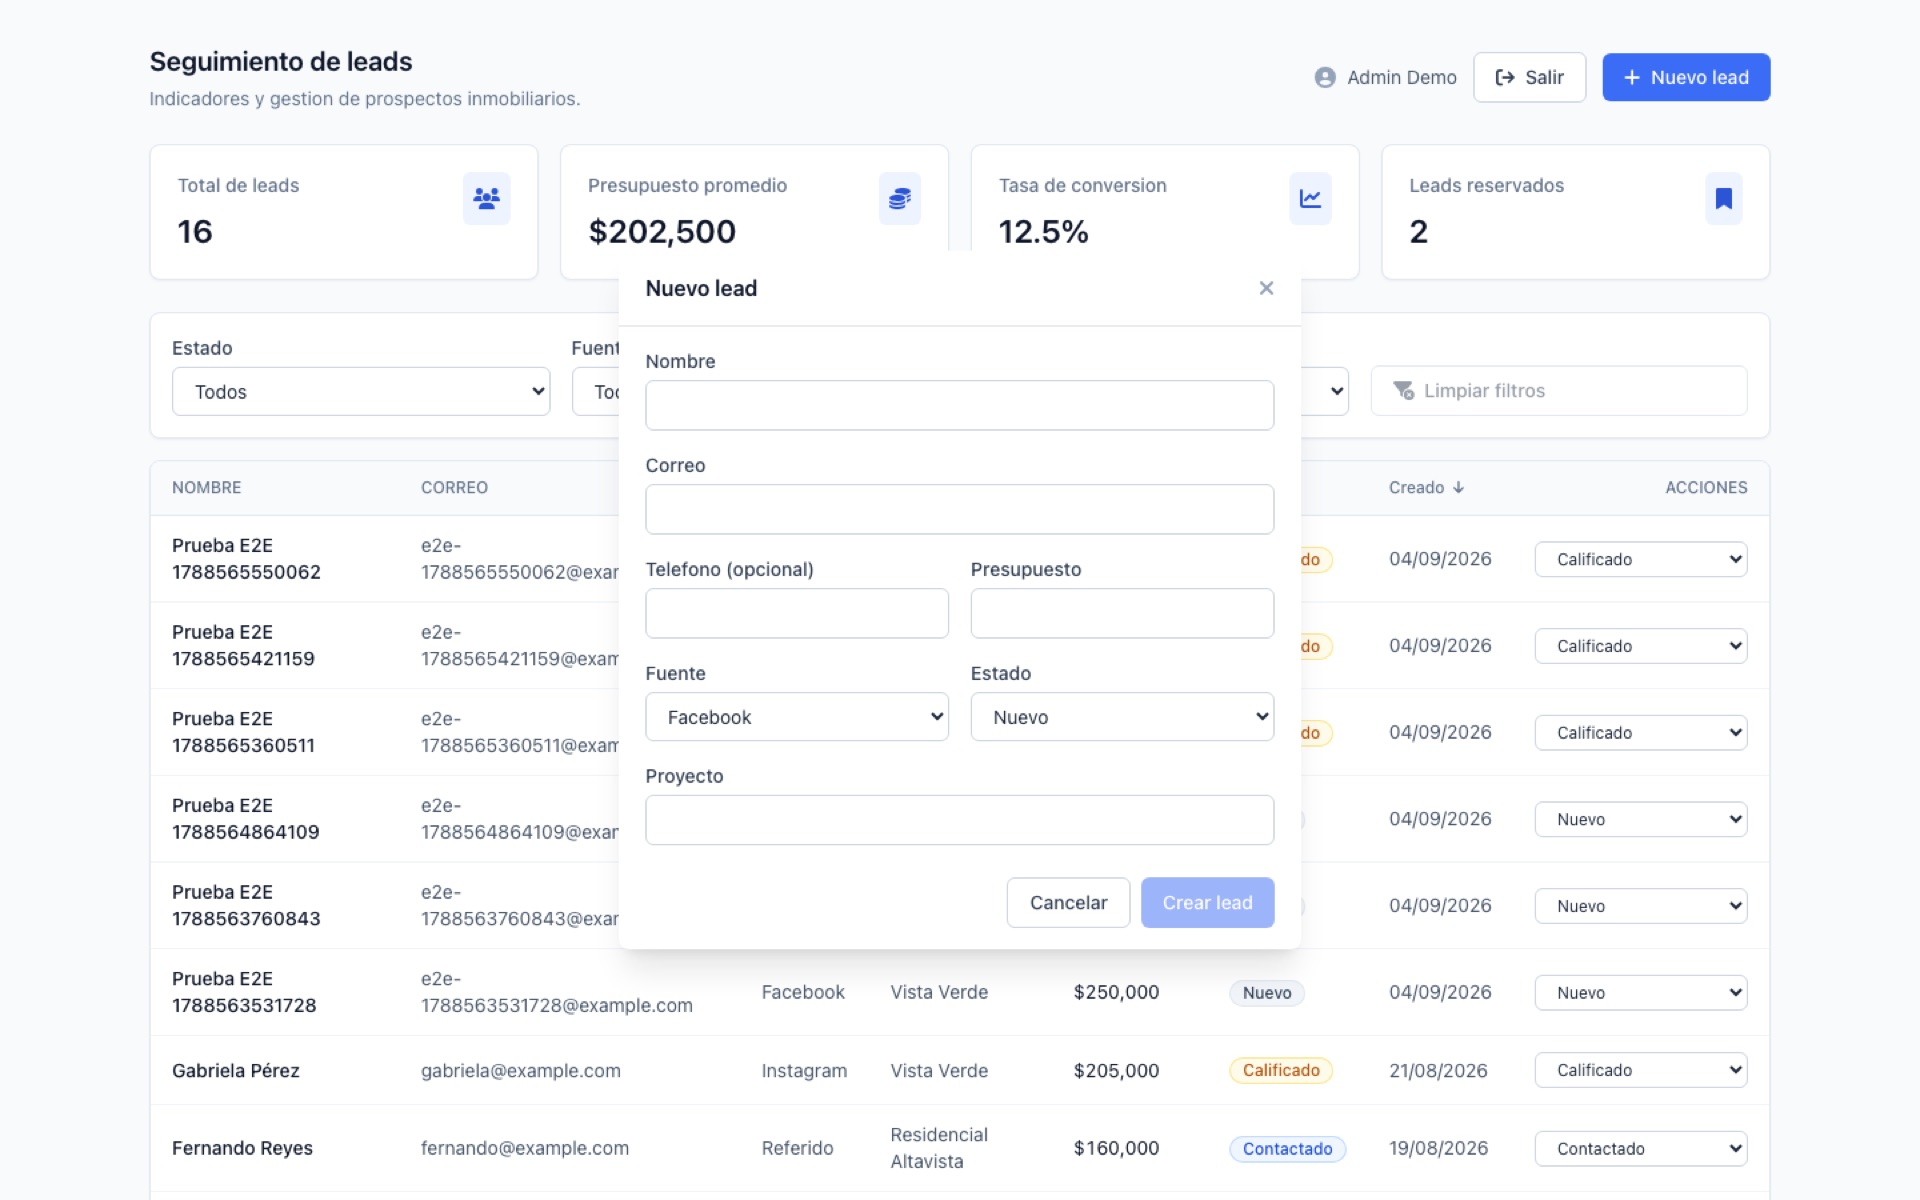 Seguimiento de leads
Indicadores y gestion de prospectos inmobiliarios.
Admin Demo
Salir
Nuevo lead
Total de leads
16
Presupuesto promedio
$202,500
Tasa de conversion
12.5%
Leads reservados
2
Estado
Todos
Limpiar filtros
NOMBRE
CORREO
Creado
ACCIONES
Prueba E2E
1788565550062
e2e-
04/09/2026
Calificado
Prueba E2E
1788565421159
e2e-
04/09/2026
Calificado
Prueba E2E
1788565360511
e2e-
04/09/2026
Calificado
Prueba E2E
1788564864109
e2e-
04/09/2026
Nuevo
Prueba E2E
1788563760843
e2e-
04/09/2026
Nuevo
Prueba E2E
1788563531728
e2e-
1788563531728@example.com
Facebook
Vista Verde
$250,000
Nuevo
04/09/2026
Nuevo
Gabriela Pérez
gabriela@example.com
Instagram
Vista Verde
$205,000
Calificado
21/08/2026
Calificado
Fernando Reyes
fernando@example.com
Referido
Residencial
Altavista
$160,000
Contactado
19/08/2026
Contactado
Nuevo lead
Nombre
Correo
Telefono (opcional)
Presupuesto
Fuente
Facebook
Estado
Nuevo
Proyecto
Cancelar
Crear lead